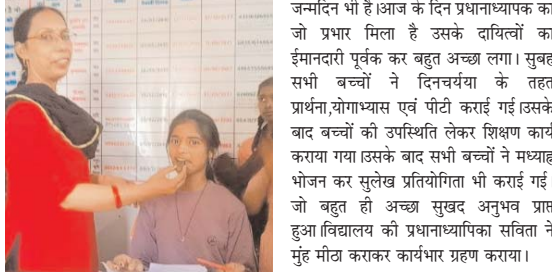 जन्मदिन भी है।आज के दिन प्रधानाध्यापक का
जो प्रभार मिला है उसके दायित्वों का
ईमानदारी पूर्वक कर बहुत अच्छा लगा। सुबह
सभी बच्चों ने दिनचर्यया के तहत
प्रार्थना,योगाभ्यास एवं पीटी कराई गई।उसके
बाद बच्चों की उपस्थिति लेकर शिक्षण कार्य
कराया गया।उसके बाद सभी बच्चों ने मध्याह्न
भोजन कर सुलेख प्रतियोगिता भी कराई गई
जो बहुत ही अच्छा सुखद अनुभव प्राप्त
हुआ।विद्यालय की प्रधानाध्यापिका सविता ने
मुंह मीठा कराकर कार्यभार ग्रहण कराया।